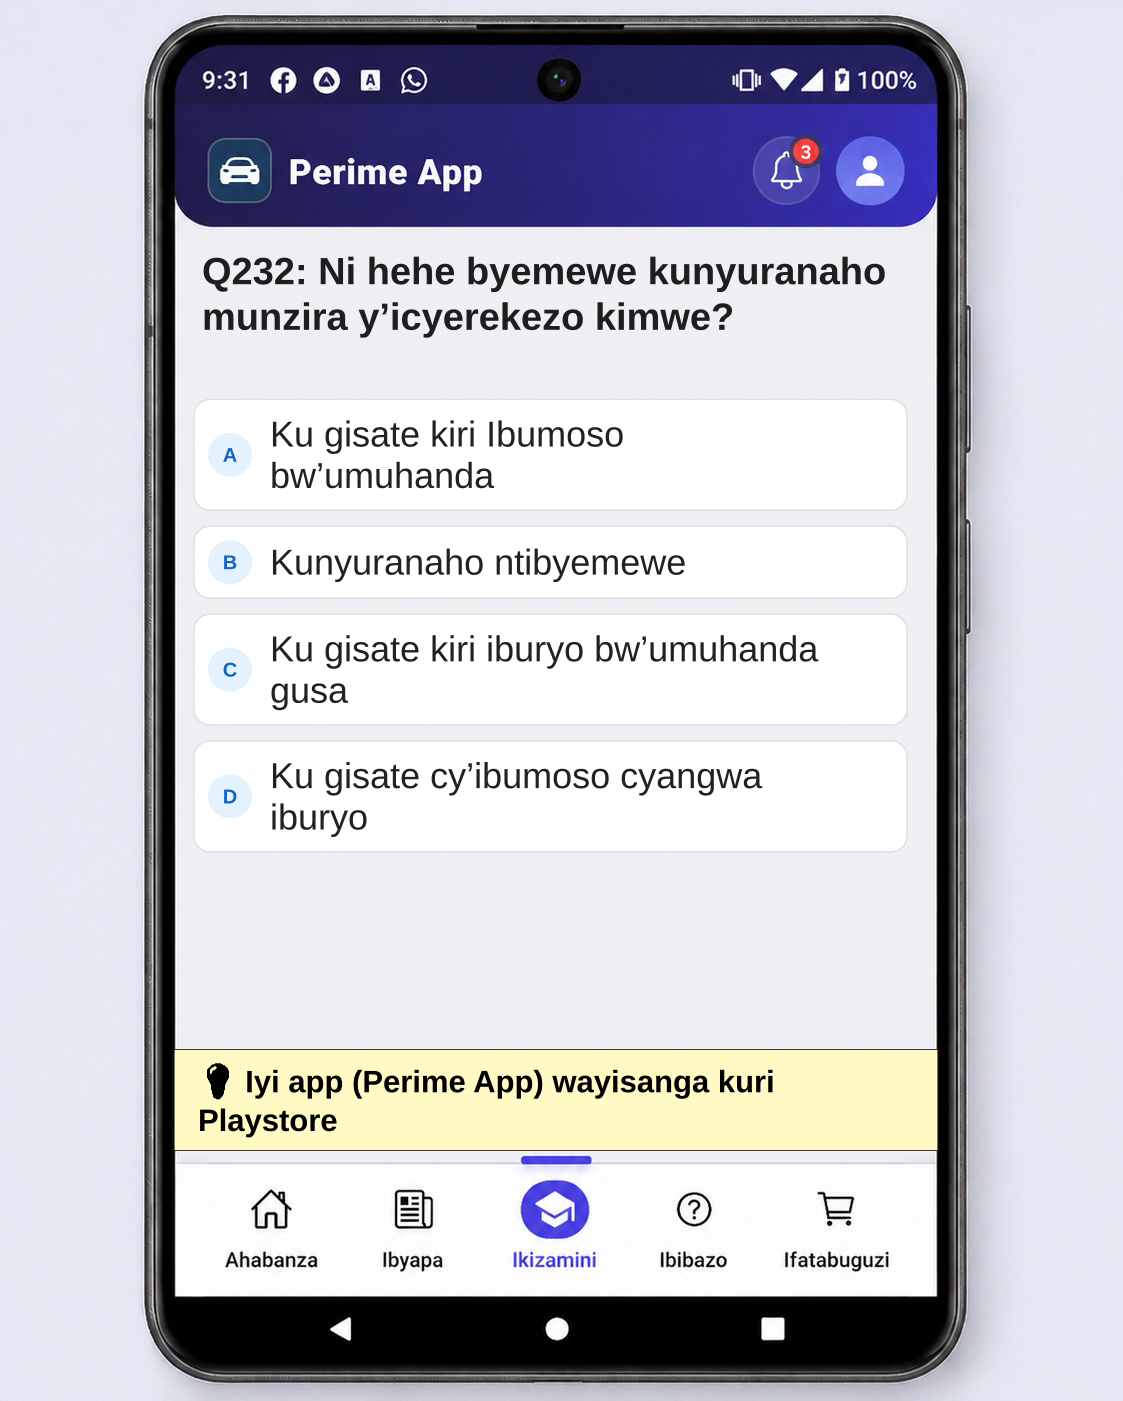 9:31
100%
Perime App
3
Q232: Ni hehe byemewe kunyuranaho
munzira y’icyerekezo kimwe?
A
Ku gisate kiri Ibumoso
bw’umuhanda
B
Kunyuranaho ntibyemewe
C
Ku gisate kiri iburyo bw’umuhanda
gusa
D
Ku gisate cy’ibumoso cyangwa
iburyo
Iyi app (Perime App) wayisanga kuri
Playstore
Ahabanza
Ibyapa
Ikizamini
Ibibazo
Ifatabuguzi